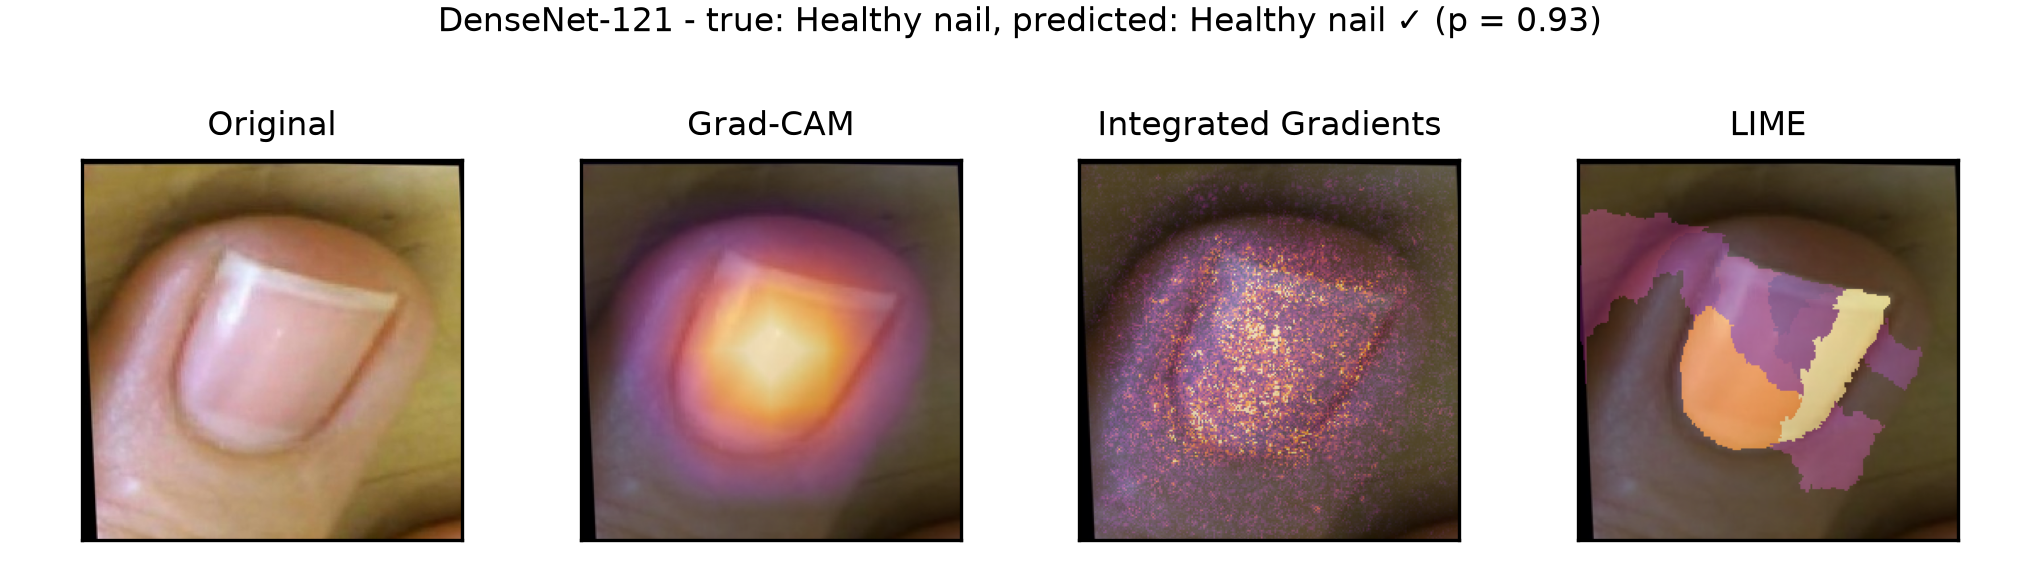 DenseNet-121 - true: Healthy nail, predicted: Healthy nail ✓ (p = 0.93)
Original
Grad-CAM
Integrated Gradients
LIME